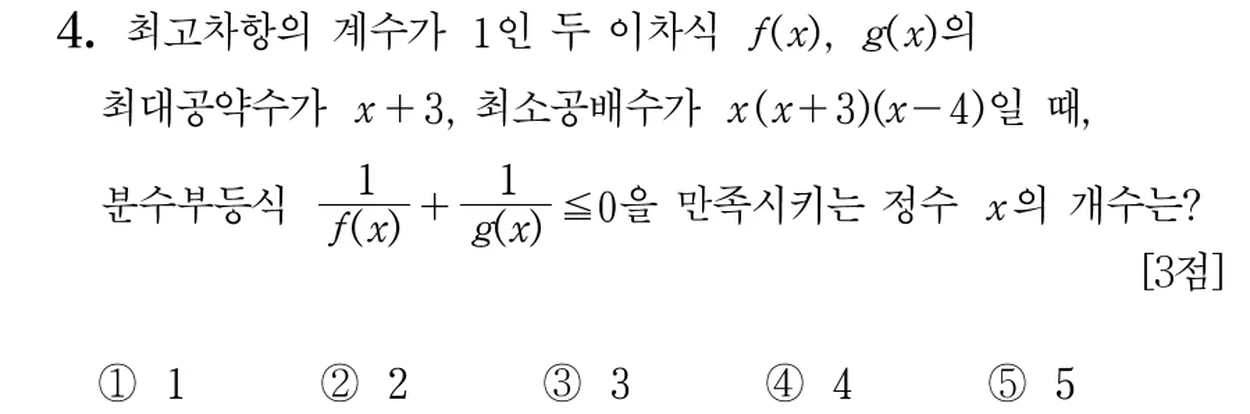 4. 최고차항의 계수가 1인 두 이차식 f(x), g(x)의
최대공약수가 x+3, 최소공배수가 x(x+3)(x-4)일 때,
분수부등식 1/f(x) + 1/g(x) ≦0을 만족시키는 정수 x의 개수는?
[3점]
① 1 ② 2 ③ 3 ④ 4 ⑤ 5